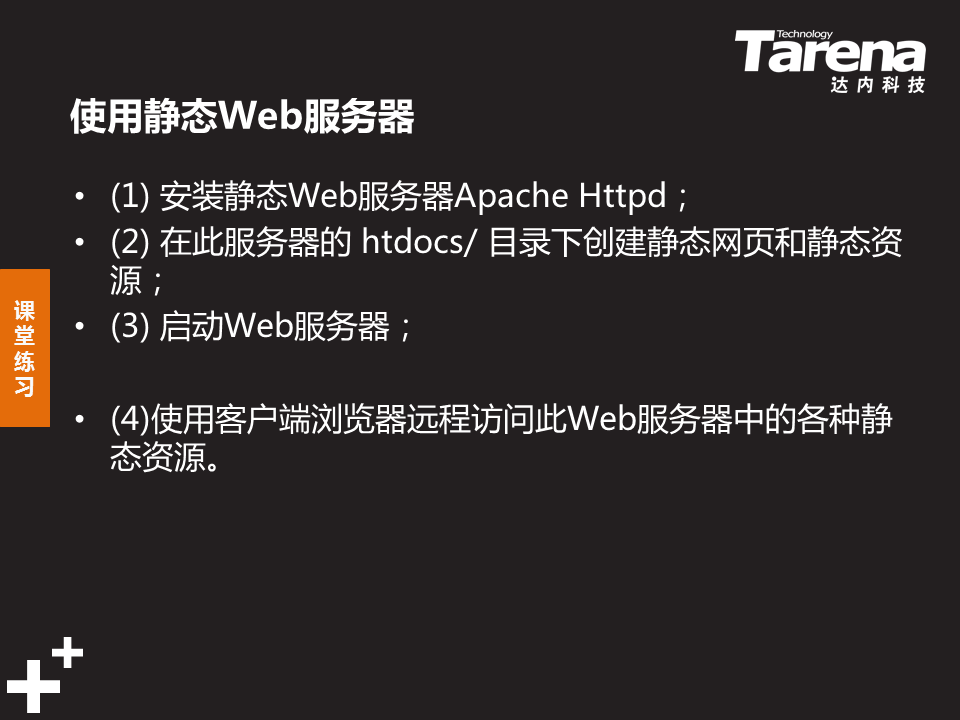 Technology
Tarena
达内科技
使用静态Web服务器
• (1) 安装静态Web服务器Apache Httpd；
• (2) 在此服务器的 htdocs/ 目录下创建静态网页和静态资
源；
• (3) 启动Web服务器；
• (4)使用客户端浏览器远程访问此Web服务器中的各种静
态资源。
课
堂
练
习